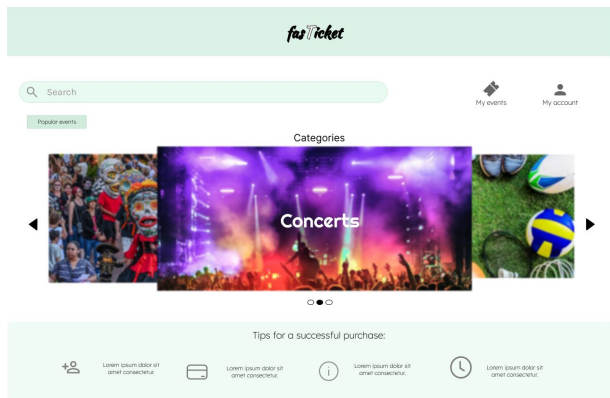 fasTicket
Search
My events
My account
Popular events
Categories
Concerts
Tips for a successful purchase:
Lorem ipsum dolor sit
amet consectetur.
Lorem ipsum dolor sit
amet consectetur.
Lorem ipsum dolor sit
amet consectetur.
Lorem ipsum dolor sit
amet consectetur.